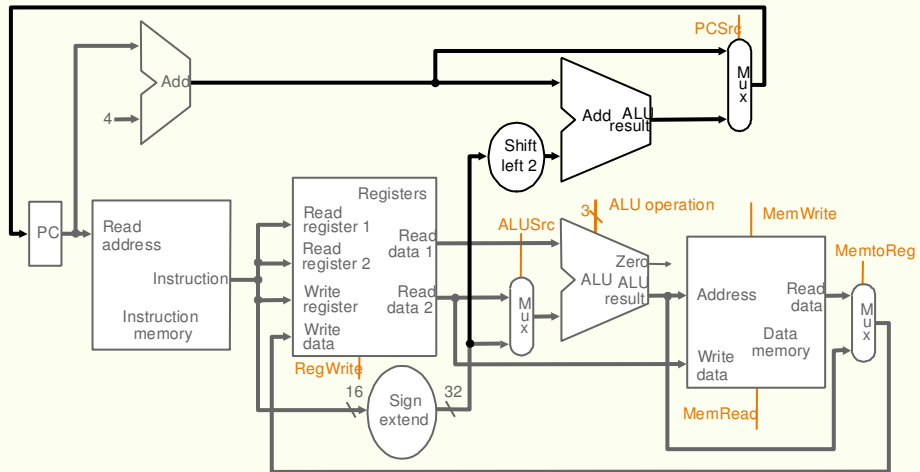 PCSrc
Add
4
M
u
x
Add
ALU
result
Shift
left 2
PC
Read
address
Instruction
Instruction
memory
Registers
Read
register 1
Read
register 2
Write
register
Write
data
Read
data 1
Read
data 2
RegWrite
16
Sign
extend
32
ALUSrc
M
u
x
3
ALU operation
Zero
ALU
ALU
result
MemWrite
Address
Read
data
Data
memory
Write
data
MemRead
MemtoReg
M
u
x